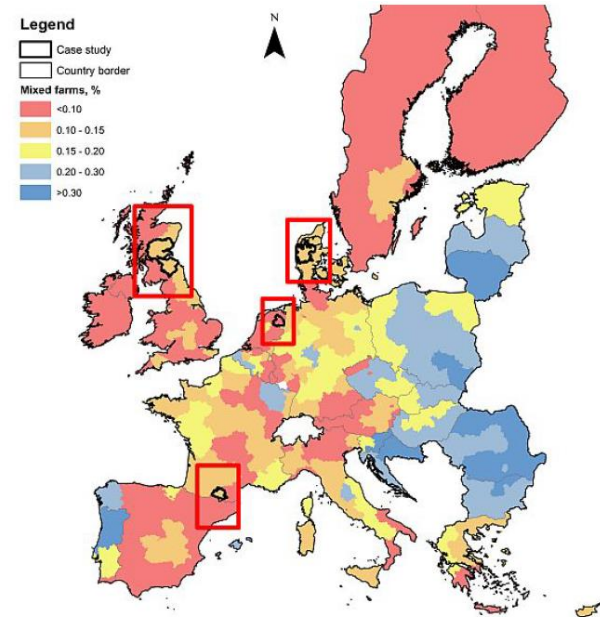 Legend
Case study
Country border
Mixed farms, %
<0.10
0.10 - 0.15
0.15 - 0.20
0.20 - 0.30
>0.30
N